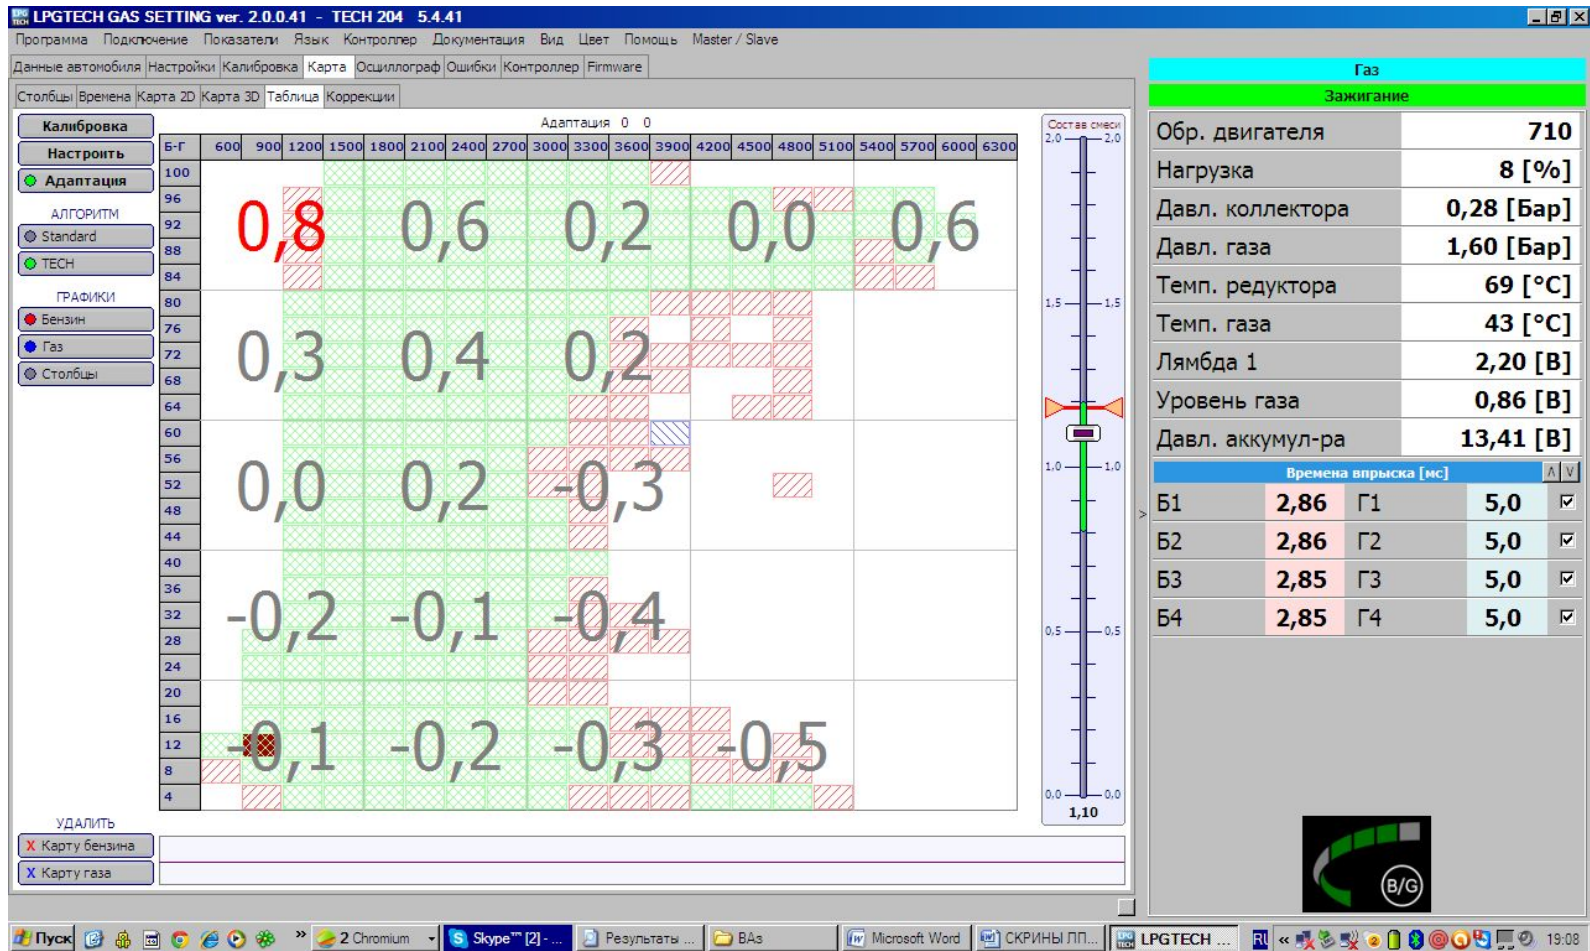 LPGTECH GAS SETTING ver. 2.0.0.41 - TECH 204 5.4.41
Программа Подключение Показатели Язык Контроллер Документация Вид Цвет Помощь Master / Slave
Данные автомобиля Настройки Калибровка Карта Осциллограф Ошибки Контроллер Firmware
Столбцы Времена Карта 2D Карта 3D Таблица Коррекции
Калибровка
Настроить
Адаптация
АЛГОРИТМ
Standard
TECH
ГРАФИКИ
Бензин
Газ
Столбцы
УДАЛИТЬ
X Карту бензина
X Карту газа
Адаптация 0 0
Б-Г 600 900 1200 1500 1800 2100 2400 2700 3000 3300 3600 3900 4200 4500 4800 5100 5400 5700 6000 6300
100
96
92
88
84
0,8 0,6 0,2 0,0 0,6
80
76
72
68
64
0,3 0,4 0,2
60
56
52
48
44
0,0 0,2 -0,3
40
36
32
28
24
-0,2 -0,1 -0,4
20
16
12
8
4
-0,1 -0,2 -0,3 -0,5
Состав смеси
2,0 2,0
1,5 1,5
1,0 1,0
0,5 0,5
0,0 0,0
1,10
>
Газ
Зажигание
Обр. двигателя 710
Нагрузка 8 [%]
Давл. коллектора 0,28 [Бар]
Давл. газа 1,60 [Бар]
Темп. редуктора 69 [°C]
Темп. газа 43 [°C]
Лямбда 1 2,20 [В]
Уровень газа 0,86 [В]
Давл. аккумул-ра 13,41 [В]
Времена впрыска [мс]
Б1 2,86 Г1 5,0
Б2 2,86 Г2 5,0
Б3 2,85 Г3 5,0
Б4 2,85 Г4 5,0
B/G
Пуск » 2 Chromium Skype™ [2] - ... Результаты ... ВАз Microsoft Word СКРИНЫ ЛП... LPGTECH ... RU « 19:08